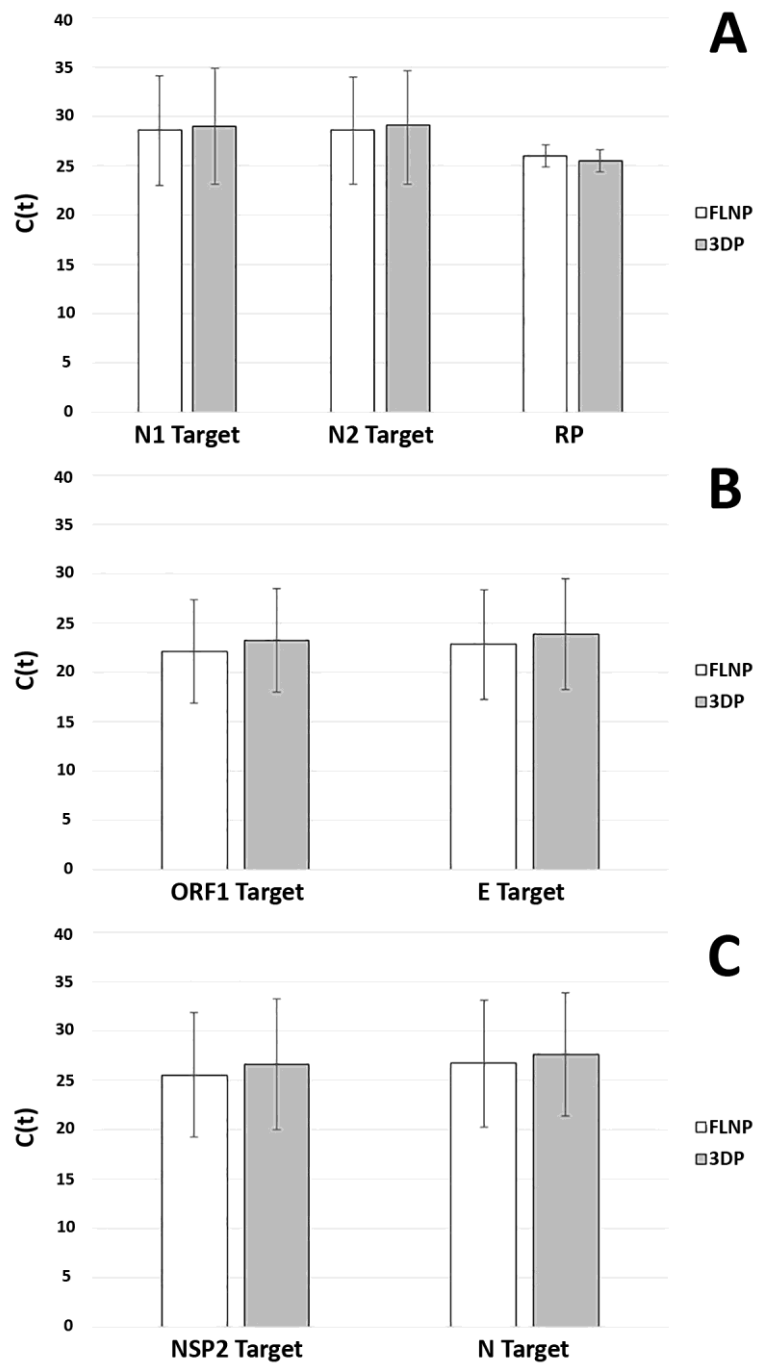 A
40
35
30
25
20
15
10
5
0
C(t)
FLNP
3DP
N1 Target
N2 Target
RP
B
40
35
30
25
20
15
10
5
0
C(t)
FLNP
3DP
ORF1 Target
E Target
C
40
35
30
25
20
15
10
5
0
C(t)
FLNP
3DP
NSP2 Target
N Target